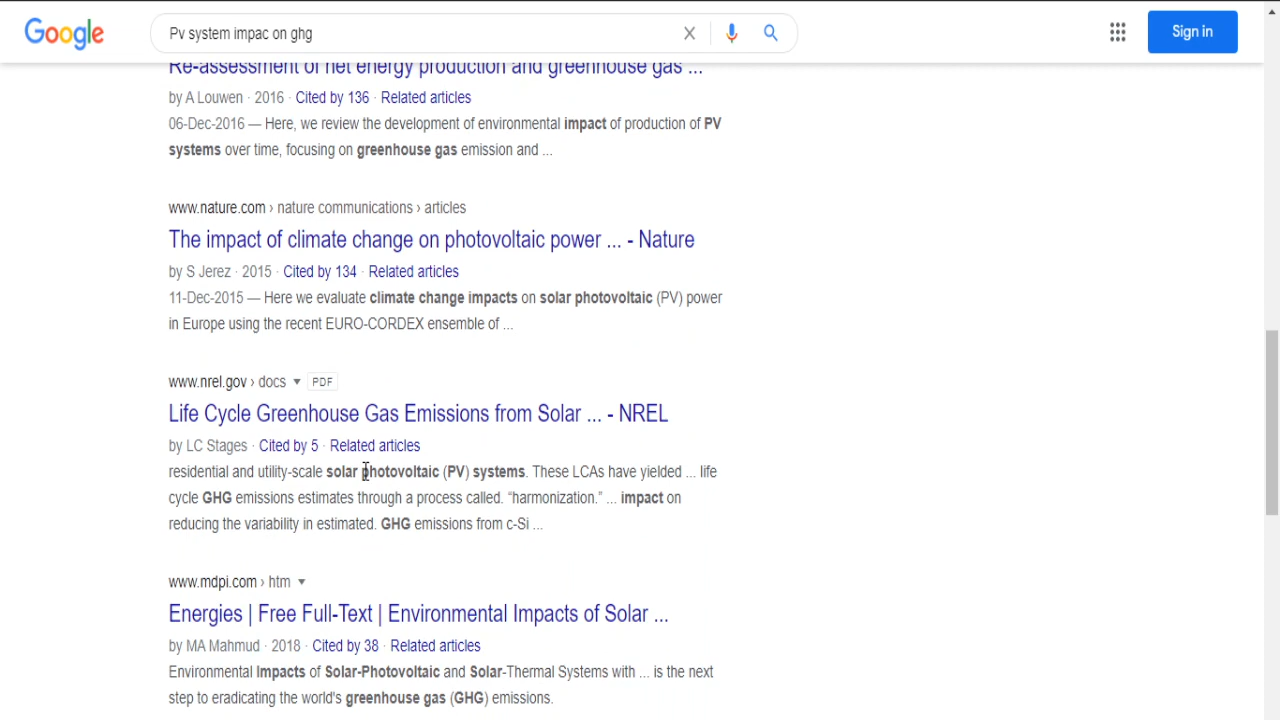 Google
Pv system impac on ghg
Sign in
Re-assessment of net energy production and greenhouse gas ...
by A Louwen · 2016 · Cited by 136 · Related articles
06-Dec-2016 — Here, we review the development of environmental impact of production of PV
systems over time, focusing on greenhouse gas emission and ...
www.nature.com › nature communications › articles
The impact of climate change on photovoltaic power ... - Nature
by S Jerez · 2015 · Cited by 134 · Related articles
11-Dec-2015 — Here we evaluate climate change impacts on solar photovoltaic (PV) power
in Europe using the recent EURO-CORDEX ensemble of ...
www.nrel.gov › docs PDF
Life Cycle Greenhouse Gas Emissions from Solar ... - NREL
by LC Stages · Cited by 5 · Related articles
residential and utility-scale solar photovoltaic (PV) systems. These LCAs have yielded ... life
cycle GHG emissions estimates through a process called. “harmonization.” ... impact on
reducing the variability in estimated. GHG emissions from c-Si ...
www.mdpi.com › htm
Energies | Free Full-Text | Environmental Impacts of Solar ...
by MA Mahmud · 2018 · Cited by 38 · Related articles
Environmental Impacts of Solar-Photovoltaic and Solar-Thermal Systems with ... is the next
step to eradicating the world's greenhouse gas (GHG) emissions.